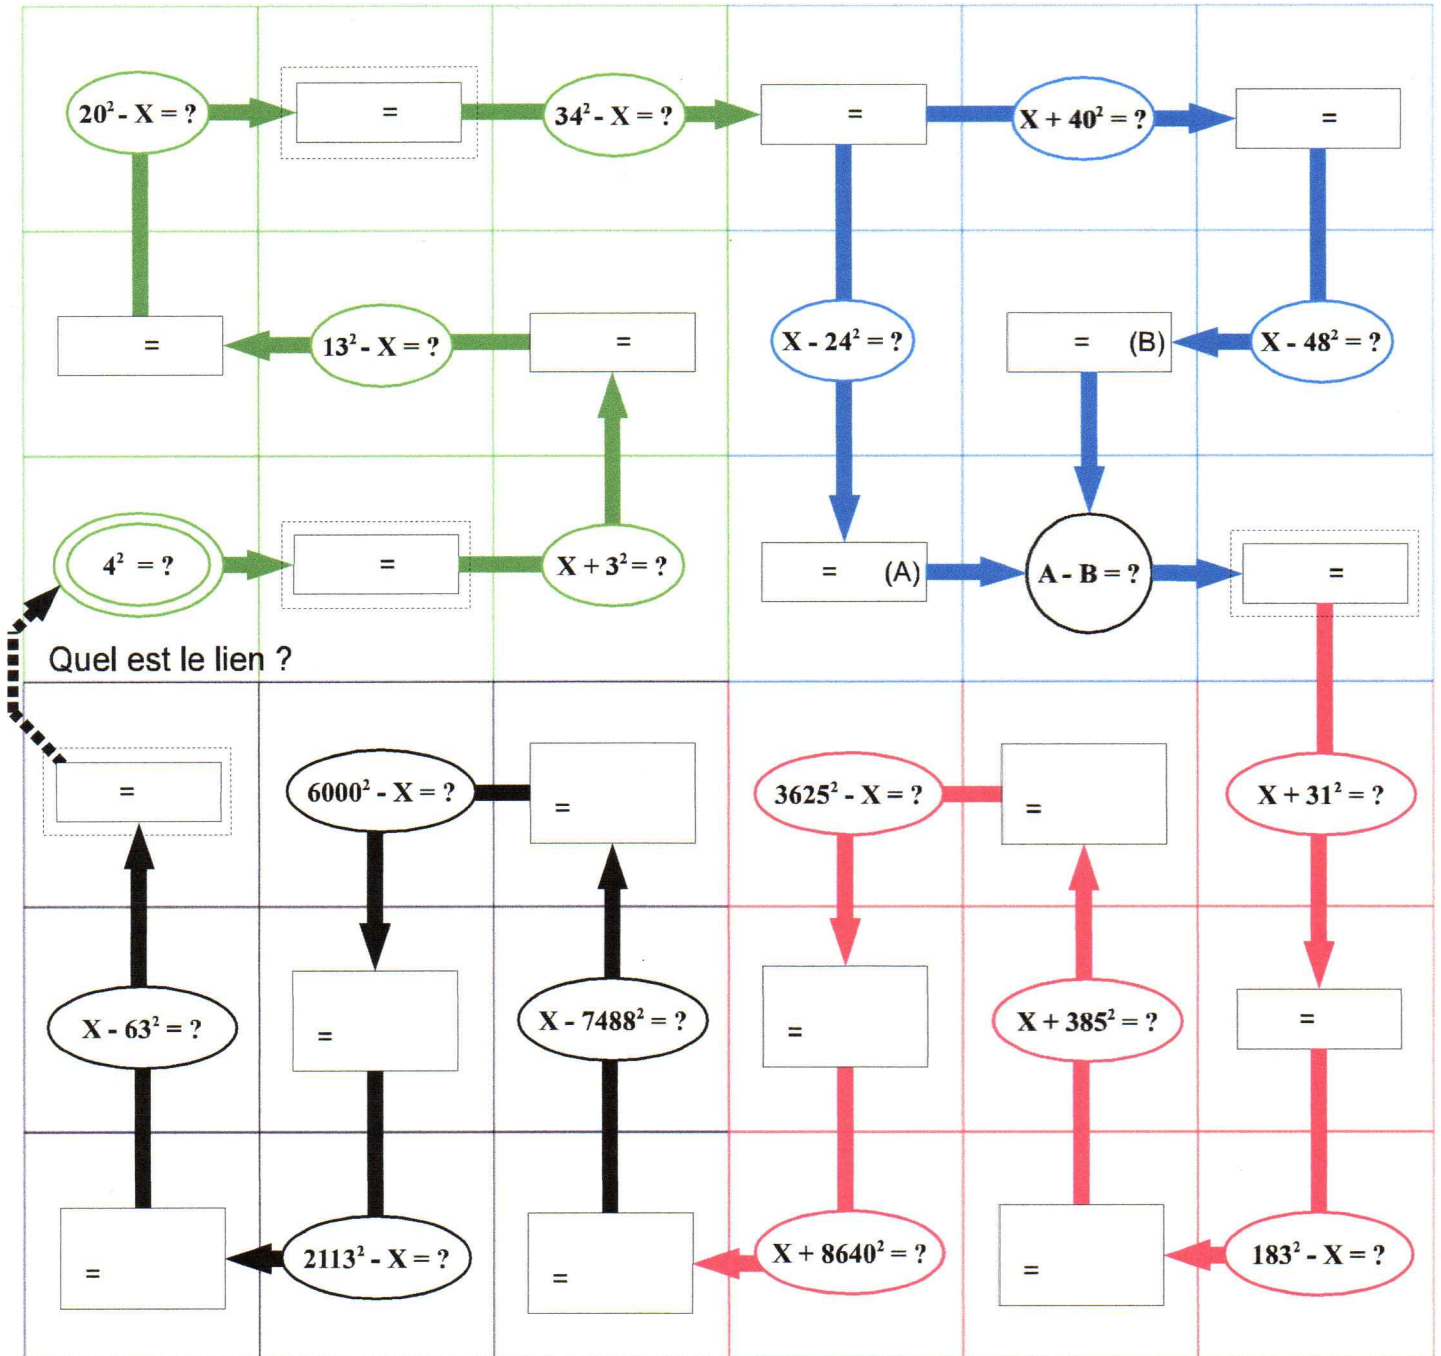 20² - X = ?
=
34² - X = ?
=
X + 40² = ?
=
=
13² - X = ?
=
X - 24² = ?
= (B)
X - 48² = ?
4² = ?
=
X + 3² = ?
= (A)
A - B = ?
=
Quel est le lien ?
=
6000² - X = ?
=
3625² - X = ?
=
X + 31² = ?
X - 63² = ?
=
X - 7488² = ?
=
X + 385² = ?
=
=
2113² - X = ?
=
X + 8640² = ?
=
183² - X = ?